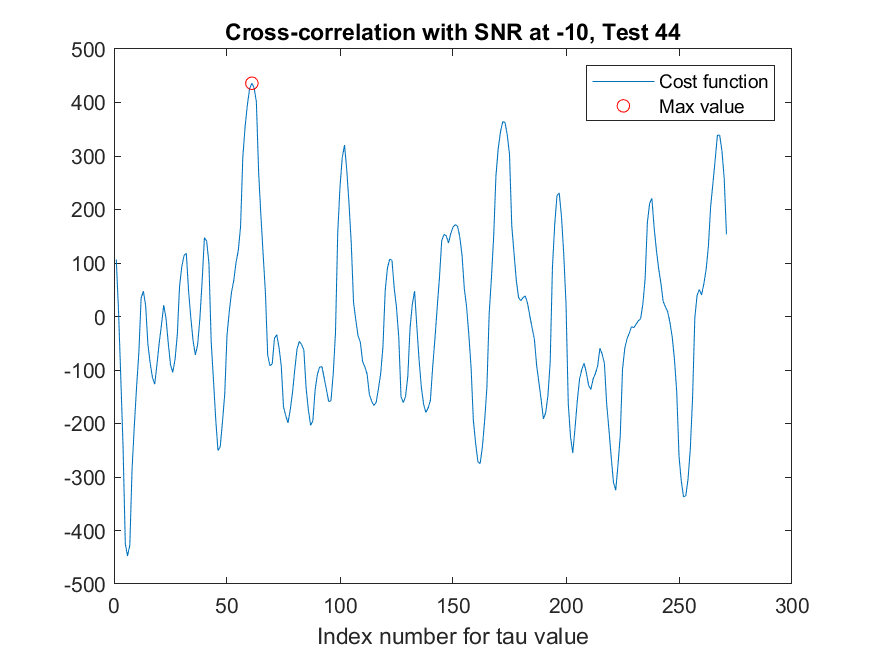 Cross-correlation with SNR at -10, Test 44
500
400
300
200
100
0
-100
-200
-300
-400
-500
Cost function
Max value
0 50 100 150 200 250 300
Index number for tau value